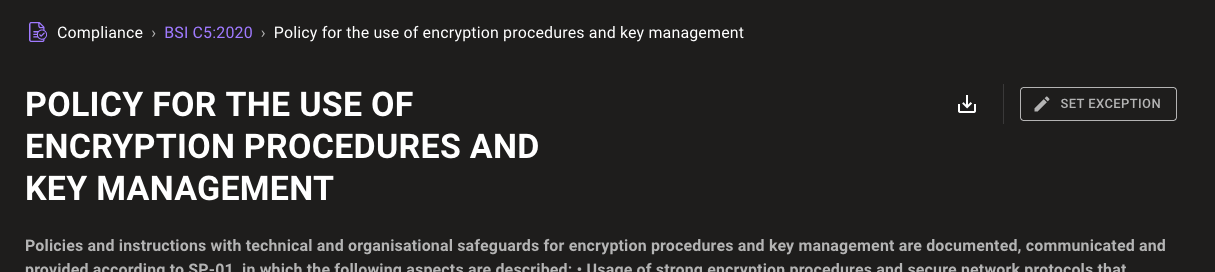 Compliance › BSI C5:2020 › Policy for the use of encryption procedures and key management
POLICY FOR THE USE OF
ENCRYPTION PROCEDURES AND
KEY MANAGEMENT
SET EXCEPTION
Policies and instructions with technical and organisational safeguards for encryption procedures and key management are documented, communicated and
provided according to SP-01, in which the following aspects are described: • Usage of strong encryption procedures and secure network protocols that